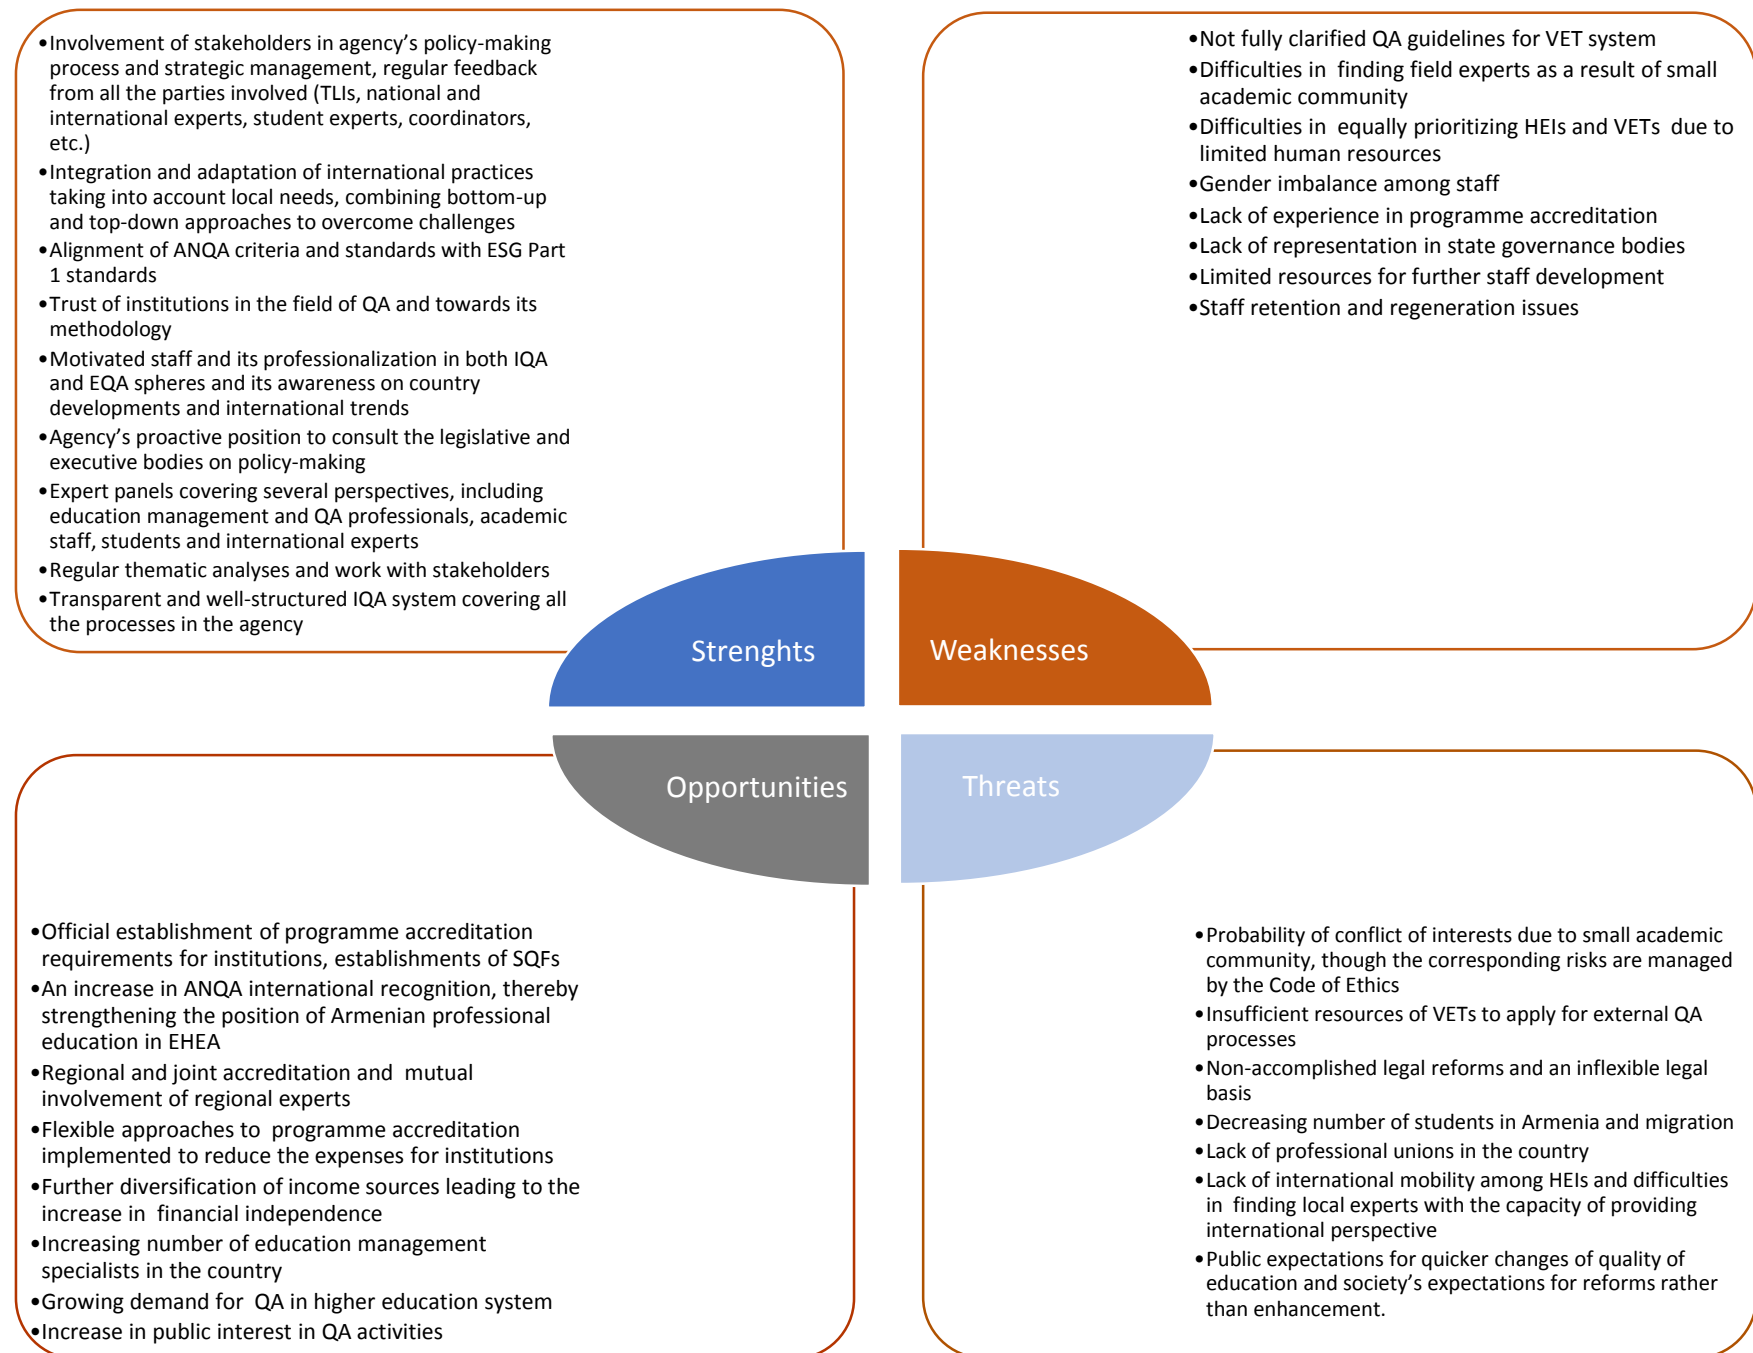 •Involvement of stakeholders in agency’s policy-making
process and strategic management, regular feedback
from all the parties involved (TLIs, national and
international experts, student experts, coordinators,
etc.)
•Integration and adaptation of international practices
taking into account local needs, combining bottom-up
and top-down approaches to overcome challenges
•Alignment of ANQA criteria and standards with ESG Part
1 standards
•Trust of institutions in the field of QA and towards its
methodology
•Motivated staff and its professionalization in both IQA
and EQA spheres and its awareness on country
developments and international trends
•Agency’s proactive position to consult the legislative and
executive bodies on policy-making
•Expert panels covering several perspectives, including
education management and QA professionals, academic
staff, students and international experts
•Regular thematic analyses and work with stakeholders
•Transparent and well-structured IQA system covering all
the processes in the agency
Strenghts
•Not fully clarified QA guidelines for VET system
•Difficulties in finding field experts as a result of small
academic community
•Difficulties in equally prioritizing HEIs and VETs due to
limited human resources
•Gender imbalance among staff
•Lack of experience in programme accreditation
•Lack of representation in state governance bodies
•Limited resources for further staff development
•Staff retention and regeneration issues
Weaknesses
Opportunities
•Official establishment of programme accreditation
requirements for institutions, establishments of SQFs
•An increase in ANQA international recognition, thereby
strengthening the position of Armenian professional
education in EHEA
•Regional and joint accreditation and mutual
involvement of regional experts
•Flexible approaches to programme accreditation
implemented to reduce the expenses for institutions
•Further diversification of income sources leading to the
increase in financial independence
•Increasing number of education management
specialists in the country
•Growing demand for QA in higher education system
•Increase in public interest in QA activities
Threats
•Probability of conflict of interests due to small academic
community, though the corresponding risks are managed
by the Code of Ethics
•Insufficient resources of VETs to apply for external QA
processes
•Non-accomplished legal reforms and an inflexible legal
basis
•Decreasing number of students in Armenia and migration
•Lack of professional unions in the country
•Lack of international mobility among HEIs and difficulties
in finding local experts with the capacity of providing
international perspective
•Public expectations for quicker changes of quality of
education and society’s expectations for reforms rather
than enhancement.